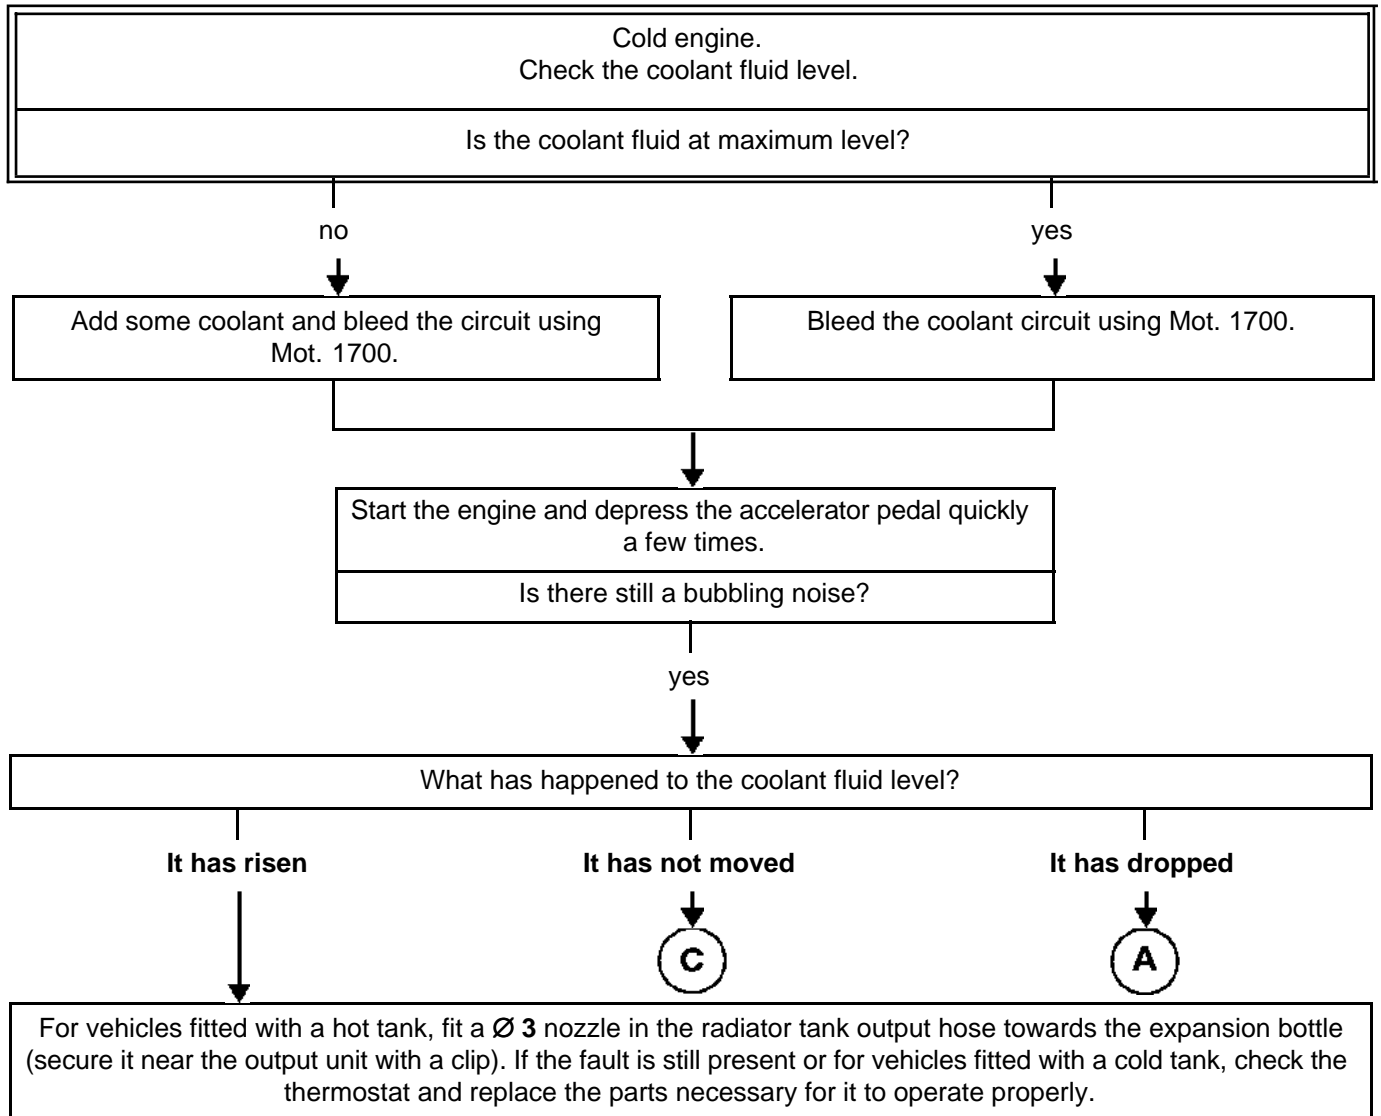 Cold engine.
Check the coolant fluid level.
Is the coolant fluid at maximum level?
no
yes
Add some coolant and bleed the circuit using
Mot. 1700.
Bleed the coolant circuit using Mot. 1700.
Start the engine and depress the accelerator pedal quickly
a few times.
Is there still a bubbling noise?
yes
What has happened to the coolant fluid level?
It has risen
It has not moved
It has dropped
C
A
For vehicles fitted with a hot tank, fit a Ø 3 nozzle in the radiator tank output hose towards the expansion bottle
(secure it near the output unit with a clip). If the fault is still present or for vehicles fitted with a cold tank, check the
thermostat and replace the parts necessary for it to operate properly.